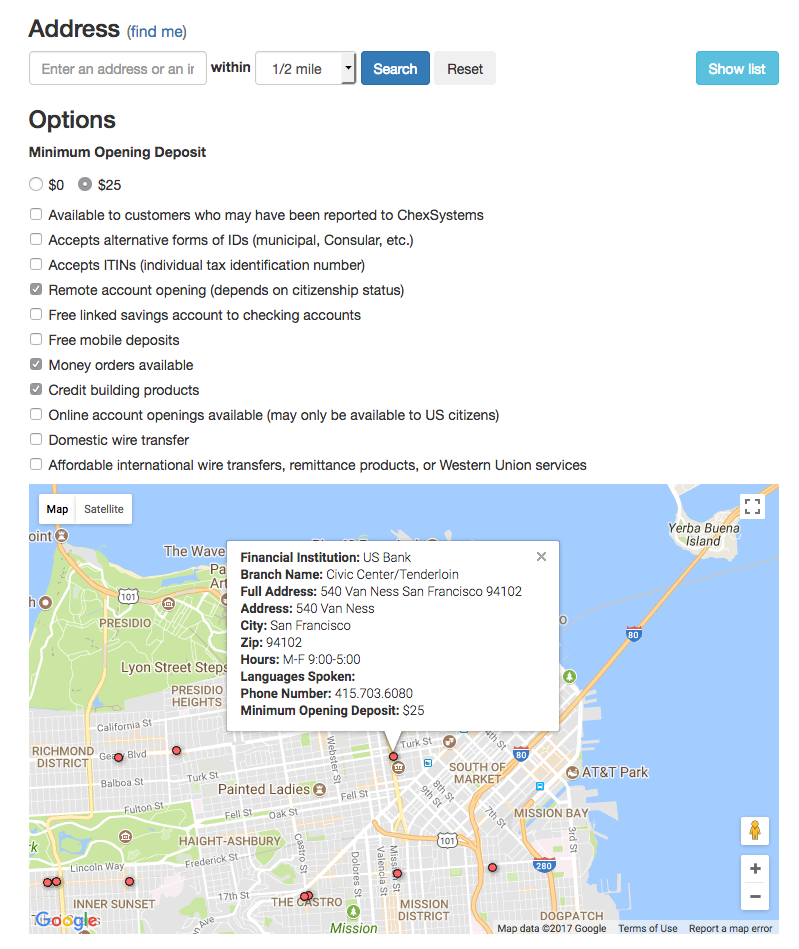 Address (find me)
Enter an address or an ir within 1/2 mile Search Reset Show list
Options
Minimum Opening Deposit
$0 $25
Available to customers who may have been reported to ChexSystems
Accepts alternative forms of IDs (municipal, Consular, etc.)
Accepts ITINs (individual tax identification number)
Remote account opening (depends on citizenship status)
Free linked savings account to checking accounts
Free mobile deposits
Money orders available
Credit building products
Online account openings available (may only be available to US citizens)
Domestic wire transfer
Affordable international wire transfers, remittance products, or Western Union services
Map Satellite
oint
Yerba Buena
Island
The Wave
Pa
Art
101
PRESIDIO
h
Financial Institution: US Bank
Branch Name: Civic Center/Tenderloin
Full Address: 540 Van Ness San Francisco 94102
Address: 540 Van Ness
City: San Francisco
Zip: 94102
Hours: M-F 9:00-5:00
Languages Spoken:
Phone Number: 415.703.6080
Minimum Opening Deposit: $25
o
80
Lyon Street Steps
PRESIDIO
HEIGHTS
California St
RICHMOND
DISTRICT
Geary Blvd
Balboa St
Turk St
Webster St
Turk St
4th St
80
SOUTH OF
MARKET
AT&T Park
Painted Ladies
Fell St
8th St
9th St
7th St
Fulton St
Fell St
Oak St
MISSION BAY
3rd St
HAIGHT-ASHBURY
Frederick St
Castro St
101
rk
Lincoln Way
Dolores St
Valencia St
Mission St
280
INNER SUNSET
17th St
THE CASTRO
MISSION
DISTRICT
DOGPATCH
Google
n Ave
Mission
Map data ©2017 Google Terms of Use Report a map error